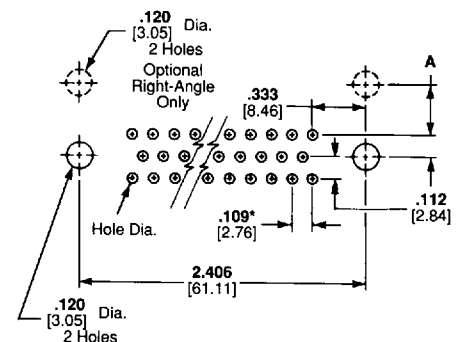 .120 Dia.
[3.05]
2 Holes
Optional
Right-Angle
Only
.333
[8.46]
A
Hole Dia.
.109*
[2.76]
.112
[2.84]
2.406
[61.11]
.120 Dia.
[3.05]
2 Holes